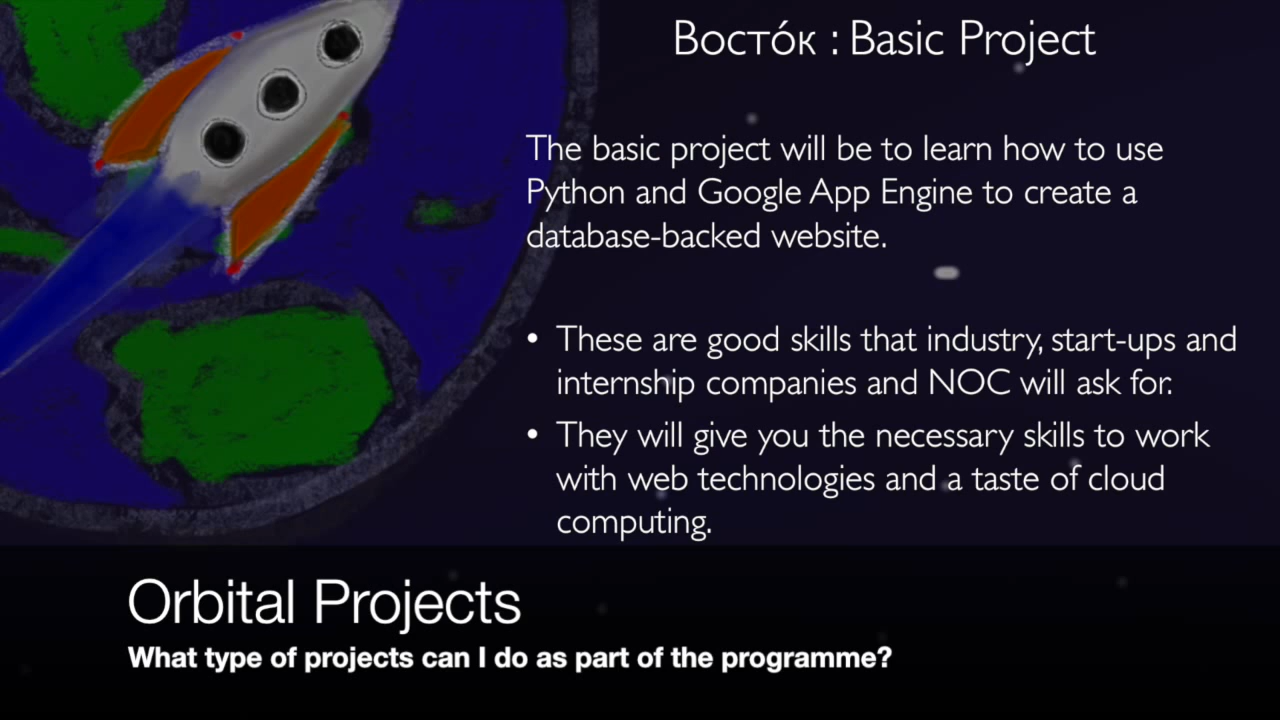 Восто́к : Basic Project
The basic project will be to learn how to use
Python and Google App Engine to create a
database-backed website.
• These are good skills that industry, start-ups and
internship companies and NOC will ask for.
• They will give you the necessary skills to work
with web technologies and a taste of cloud
computing.
Orbital Projects
What type of projects can I do as part of the programme?